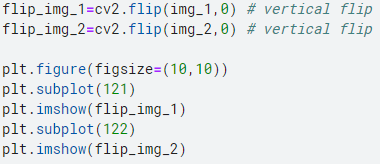 flip_img_1=cv2.flip(img_1,0) # vertical flip
flip_img_2=cv2.flip(img_2,0) # vertical flip
plt.figure(figsize=(10,10))
plt.subplot(121)
plt.imshow(flip_img_1)
plt.subplot(122)
plt.imshow(flip_img_2)